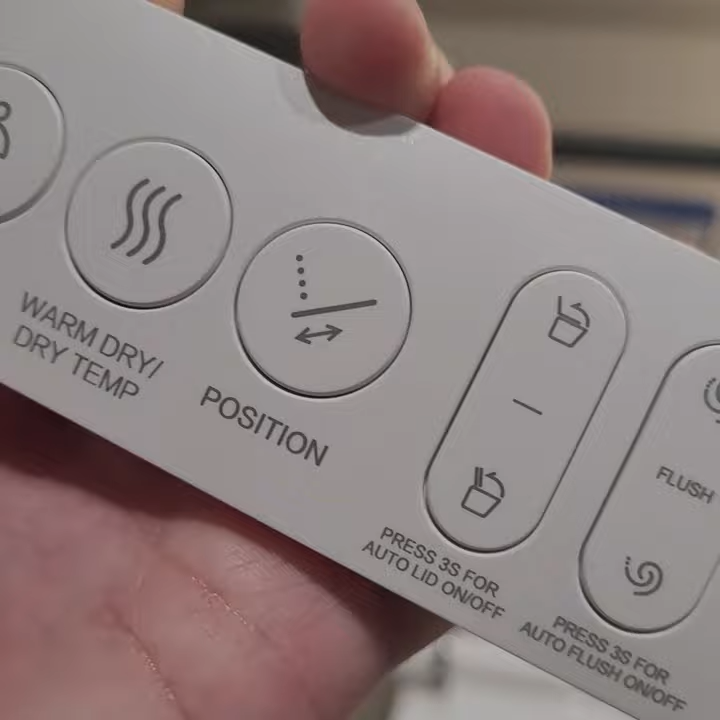 WARM DRY/
DRY TEMP
POSITION
PRESS 3S FOR
AUTO LID ON/OFF
FLUSH
PRESS 3S FOR
AUTO FLUSH ON/OFF